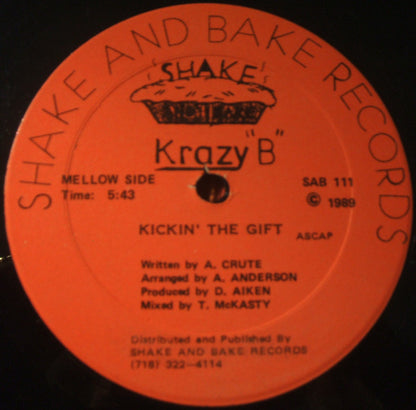 SHAKE AND BAKE RECORDS
SHAKE
Krazy "B"
MELLOW SIDE
Time: 5:43
SAB 111
© 1989
KICKIN' THE GIFT
ASCAP
Written by A. CRUTE
Arranged by A. ANDERSON
Produced by D. AIKEN
Mixed by T. McKASTY
Distributed and Published By
SHAKE AND BAKE RECORDS
(718) 322-4114